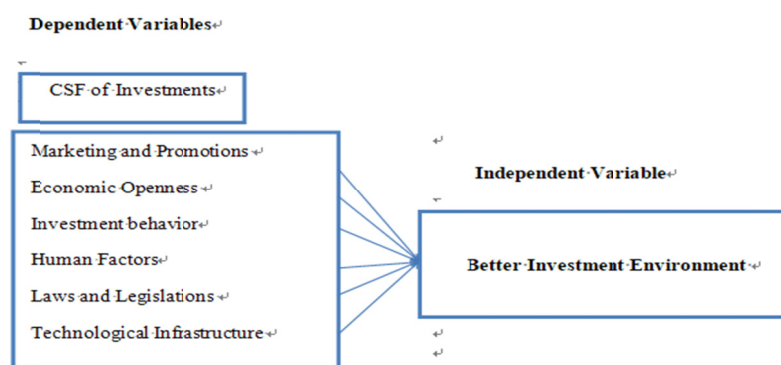 Dependent Variables
CSF of Investments
Marketing and Promotions
Economic Openness
Investment behavior
Human Factors
Laws and Legislations
Technological Infrastructure
Independent Variable
Better Investment Environment